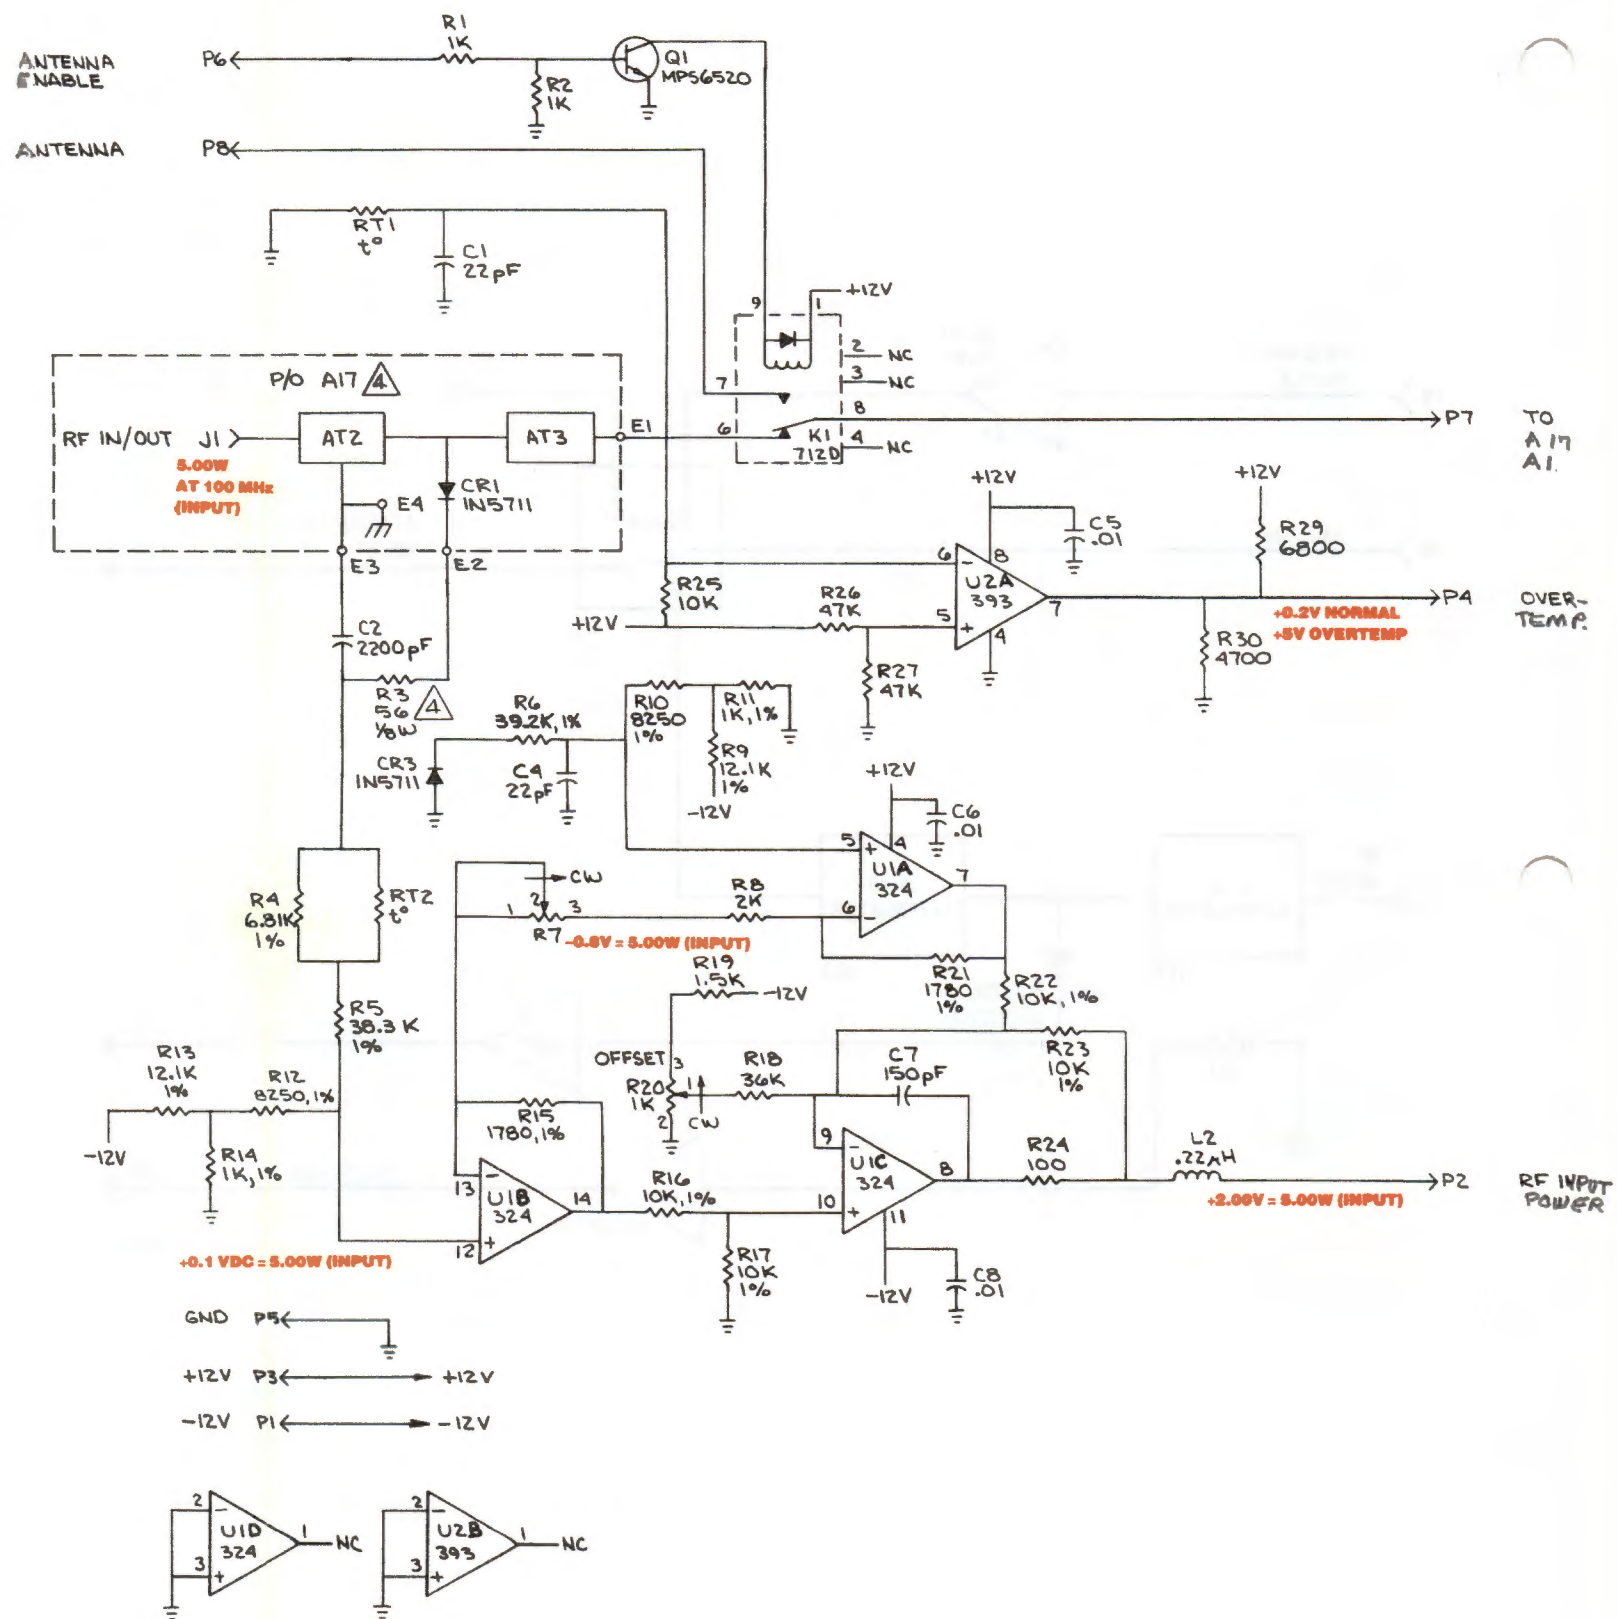 ANTENNA
ENABLE
P6
R1
1K
R2
1K
Q1
MPS6520
ANTENNA
P8
RT1
t°
C1
22pF
9
1
+12V
2
NC
3
NC
7
8
6
K1
712D
4
NC
P7
TO
A17
A1.
P/O A17
4
RF IN/OUT
J1
AT2
AT3
E1
5.00W
AT 100 MHz
(INPUT)
CR1
IN5711
E4
E3
E2
+12V
C5
.01
+12V
R29
6800
6
-
8
U2A
393
7
5
+
4
R25
10K
+12V
R26
47K
R27
47K
P4
OVER-
TEMP.
+0.2V NORMAL
+5V OVERTEMP
R30
4700
C2
2200pF
R3
56
1/8W
4
R6
39.2K,1%
CR3
IN5711
C4
22pF
R10
8250
1%
R11
1K,1%
R9
12.1K
1%
-12V
+12V
C6
.01
5
+
4
U1A
324
7
6
-
R4
6.81K
1%
RT2
t°
CW
1
2
3
R7
R8
2K
-0.8V = 5.00W (INPUT)
R19
1.5K
-12V
R21
1780
1%
R22
10K,1%
R5
38.3K
1%
R13
12.1K
1%
R12
8250,1%
-12V
R14
1K,1%
OFFSET
3
R20
1K
1
2
CW
R18
36K
C7
150pF
R23
10K
1%
R15
1780,1%
13
-
U1B
324
14
12
+
R16
10K,1%
R17
10K
1%
9
-
U1C
324
8
10
+
11
-12V
C8
.01
R24
100
L2
.22µH
P2
RF INPUT
POWER
+2.00V = 5.00W (INPUT)
+0.1 VDC = 5.00W (INPUT)
GND P5
+12V P3 +12V
-12V P1 -12V
2
-
U1D
324
1
NC
3
+
2
-
U2B
393
1
NC
3
+